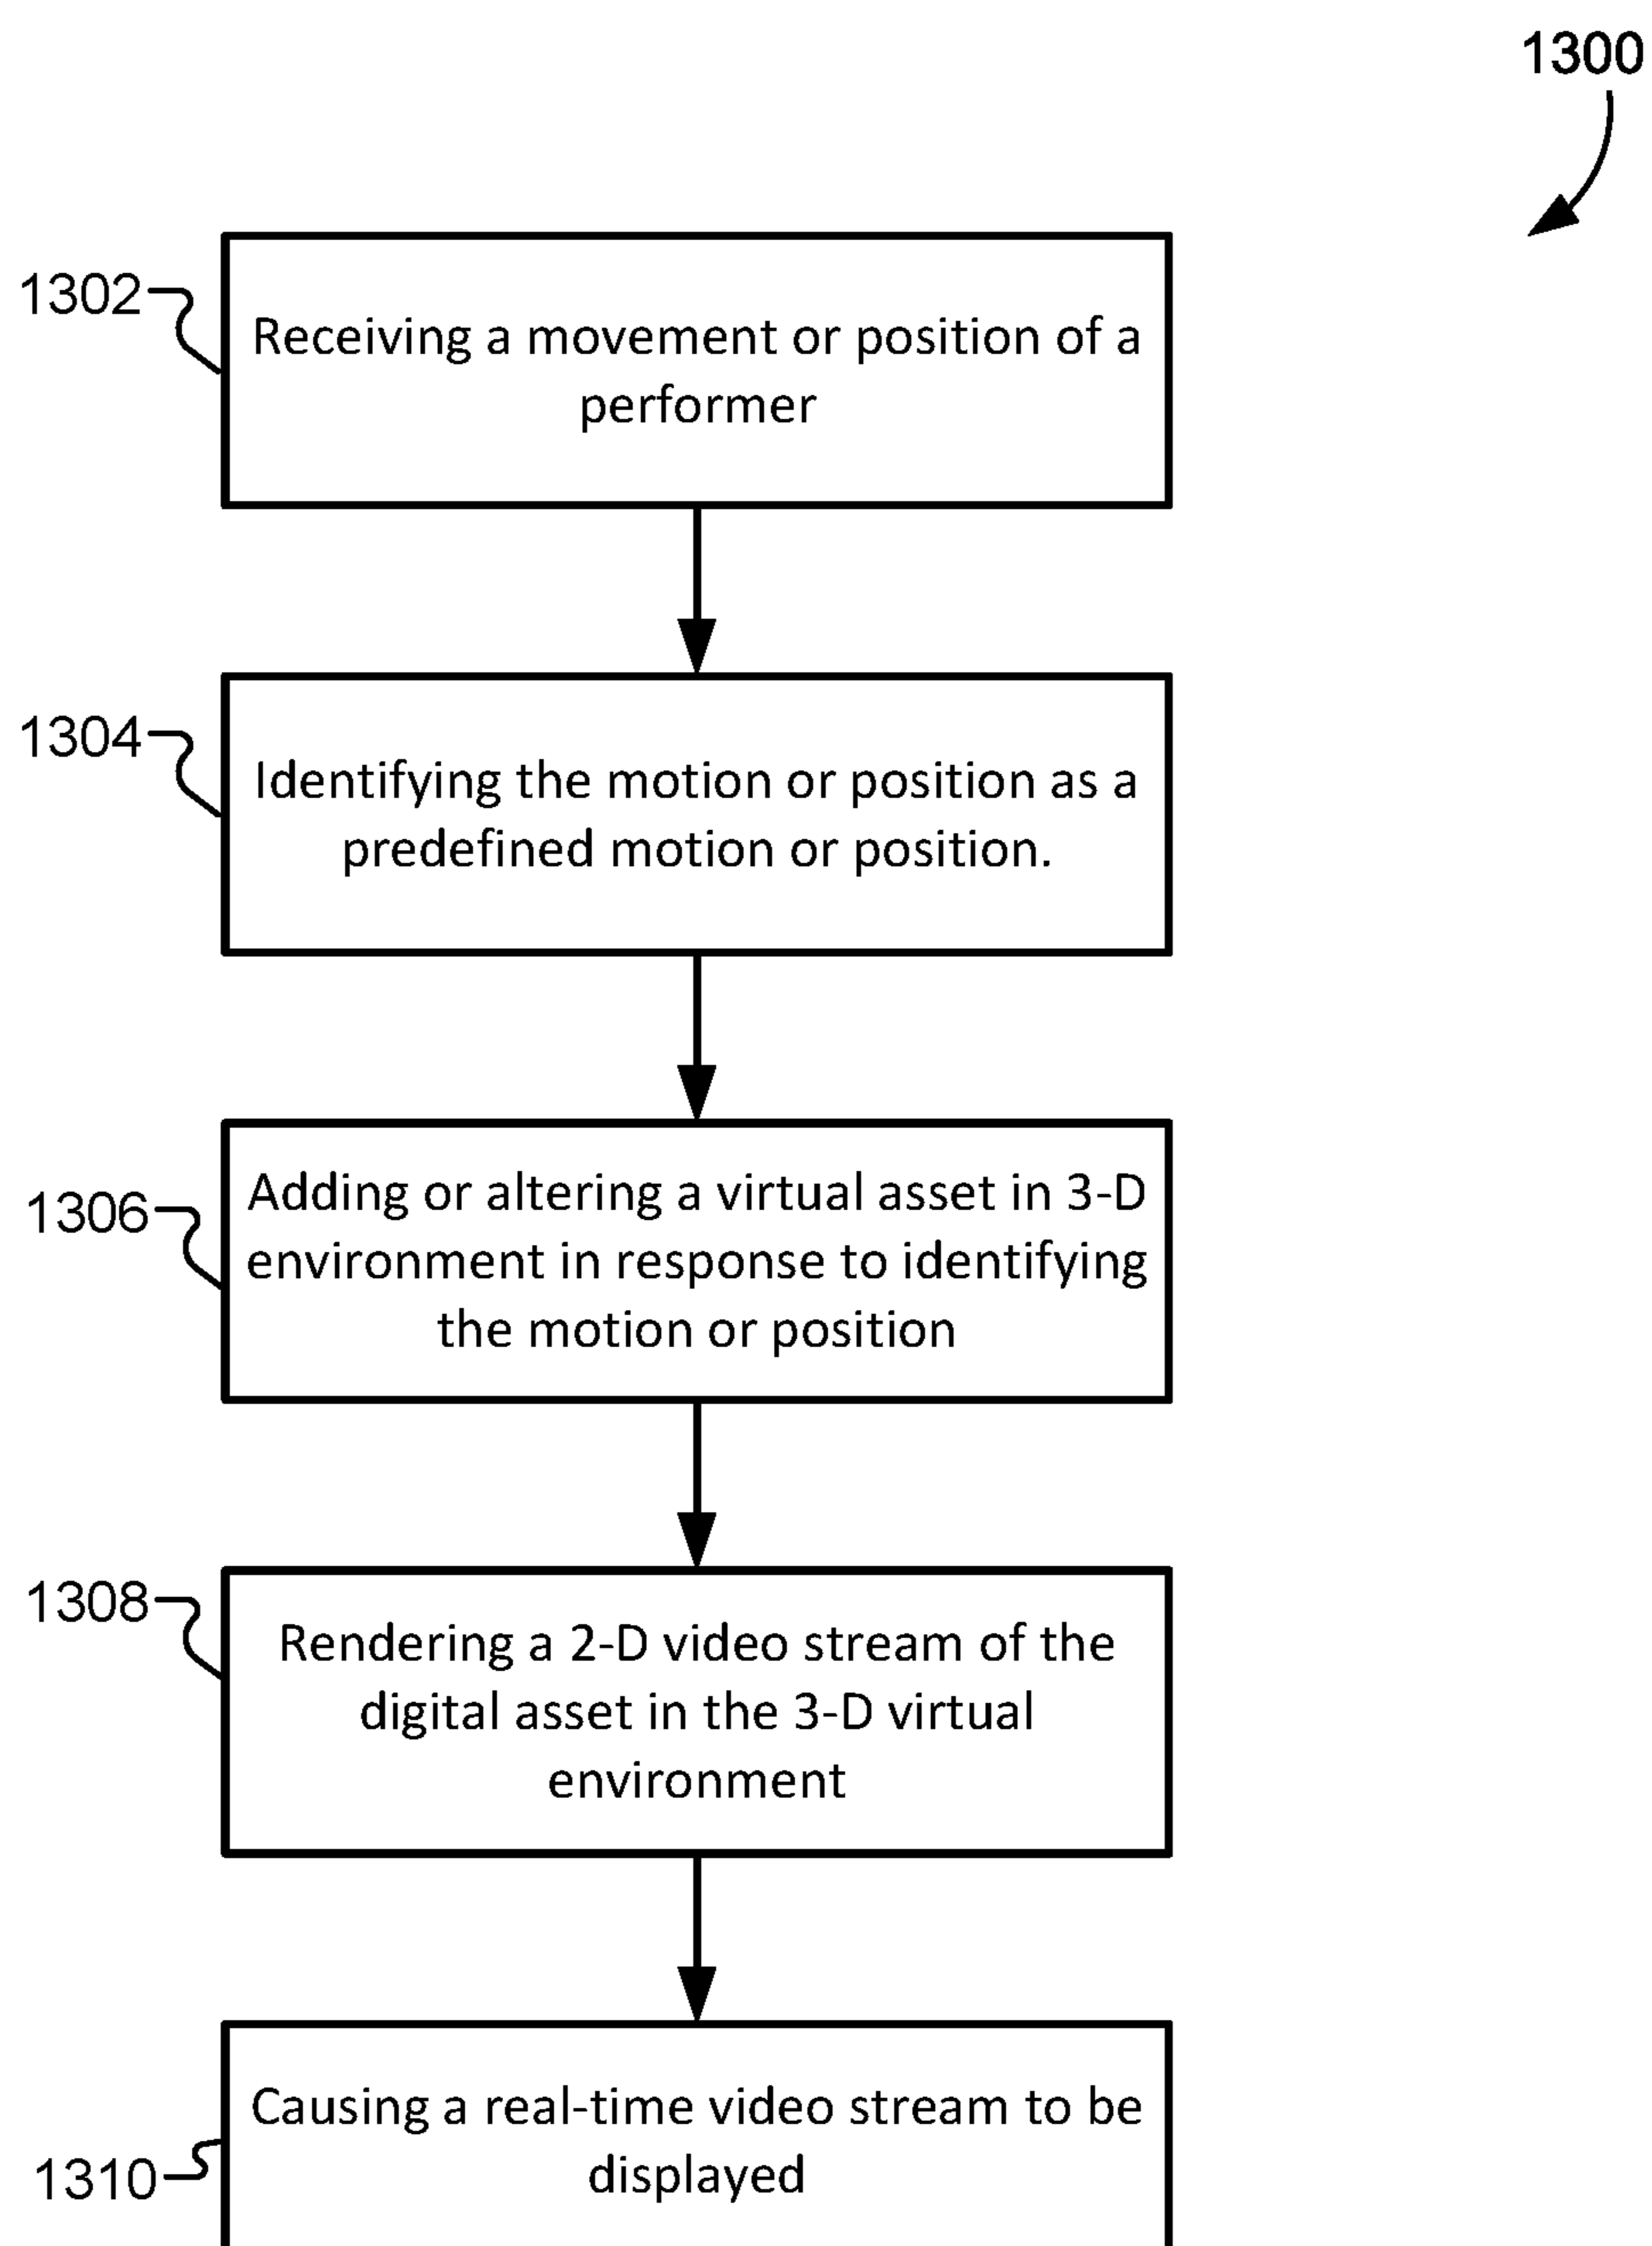 1300
1302
Receiving a movement or position of a
performer
1304
Identifying the motion or position as a
predefined motion or position.
1306
Adding or altering a virtual asset in 3-D
environment in response to identifying
the motion or position
1308
Rendering a 2-D video stream of the
digital asset in the 3-D virtual
environment
1310
Causing a real-time video stream to be
displayed